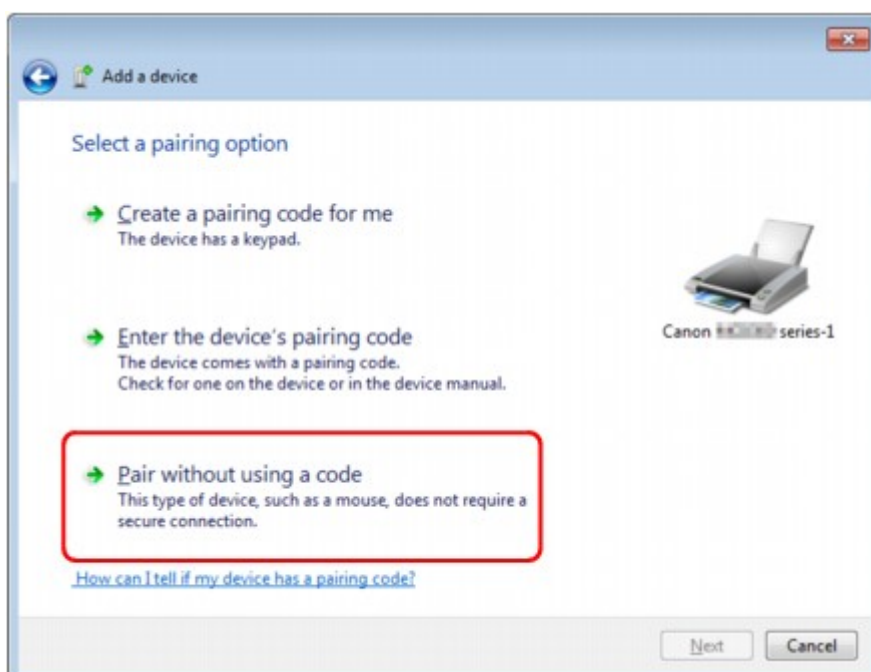 Add a device
Select a pairing option
Create a pairing code for me
The device has a keypad.
Enter the device's pairing code
The device comes with a pairing code.
Check for one on the device or in the device manual.
Pair without using a code
This type of device, such as a mouse, does not require a
secure connection.
How can I tell if my device has a pairing code?
Canon series-1
Next
Cancel